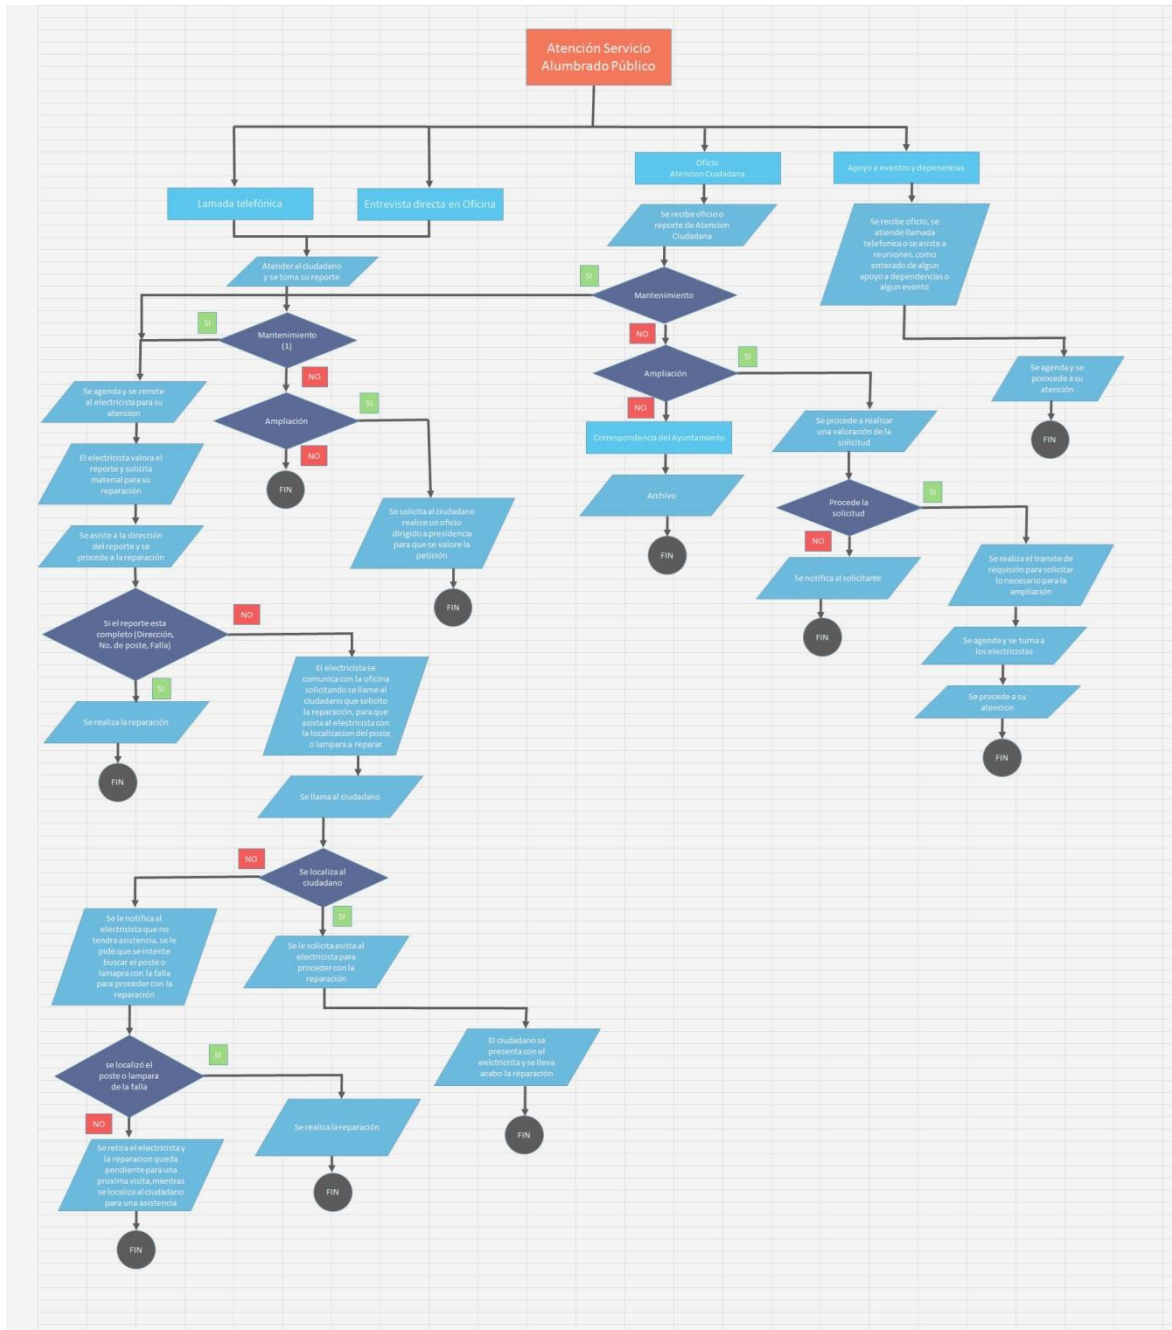 Atención Servicio
Alumbrado Público
Lamada telefónica
Entrevista directa en Oficina
Oficio
Atencion Ciudadana
Apoyo a eventos y depenencias
Se recibe oficio o
reporte de Atencion
Ciudadana
Se recibe oficio, se
atiende llamada
telefonica o se asiste a
reuniones. como
enterado de algun
apoyo a dependencias o
algun evento
Atender al ciudadano
y se toma su reporte
SI
Mantenimiento
SI
Mantenimiento
(1)
NO
NO
Ampliación
SI
Se agenda y se
porocede a su
atención
FIN
Se agenda y se remite
al electricista para su
atencion
Ampliación
SI
NO
NO
FIN
Correspondencia del Ayuntamiento
Archivo
FIN
Se procede a realizar
una valoración de la
solicitud
El electricista valora el
reporte y solicita
material para su
reparación
Se solicita al ciudadano
realice un oficio
dirigido a presidencia
para que se valore la
petición
FIN
Procede la
solicitud
SI
NO
Se notifica al solicitante
FIN
Se realiza el tramite de
requisión para solicitar
lo necesario para la
ampliación
Se agenda y se turna a
los electricistas
Se procede a su
atencion
FIN
Se asiste a la dirección
del reporte y se
procede a la reparación
SI el reporte esta
completo (Dirección,
No. de poste, Falla)
NO
SI
Se realiza la reparación
FIN
El electricista se
comunica con la oficina
solicitando se llame al
ciudadano que solicito
la reparación, para que
asista al electricista con
la localizacion del poste
o lampara a reparar
Se llama al ciudadano
NO
Se localiza al
ciudadano
SI
Se le notifica al
electricista que no
tendra asistencia, se le
pide que se intente
buscar el poste o
lamapra con la falla
para proceder con la
reparación
Se le solicita asista al
electricista para
proceder con la
reparación
El ciudadano se
presenta con el
eelctricista y se lleva
acabo la reparación
FIN
se localizó el
poste o lampara
de la falla
SI
NO
Se realiza la reparación
FIN
Se retira el electricista y
la reparacion queda
pendiente para una
proxima visita,mientras
se localiza al ciudadano
para una asistencia
FIN